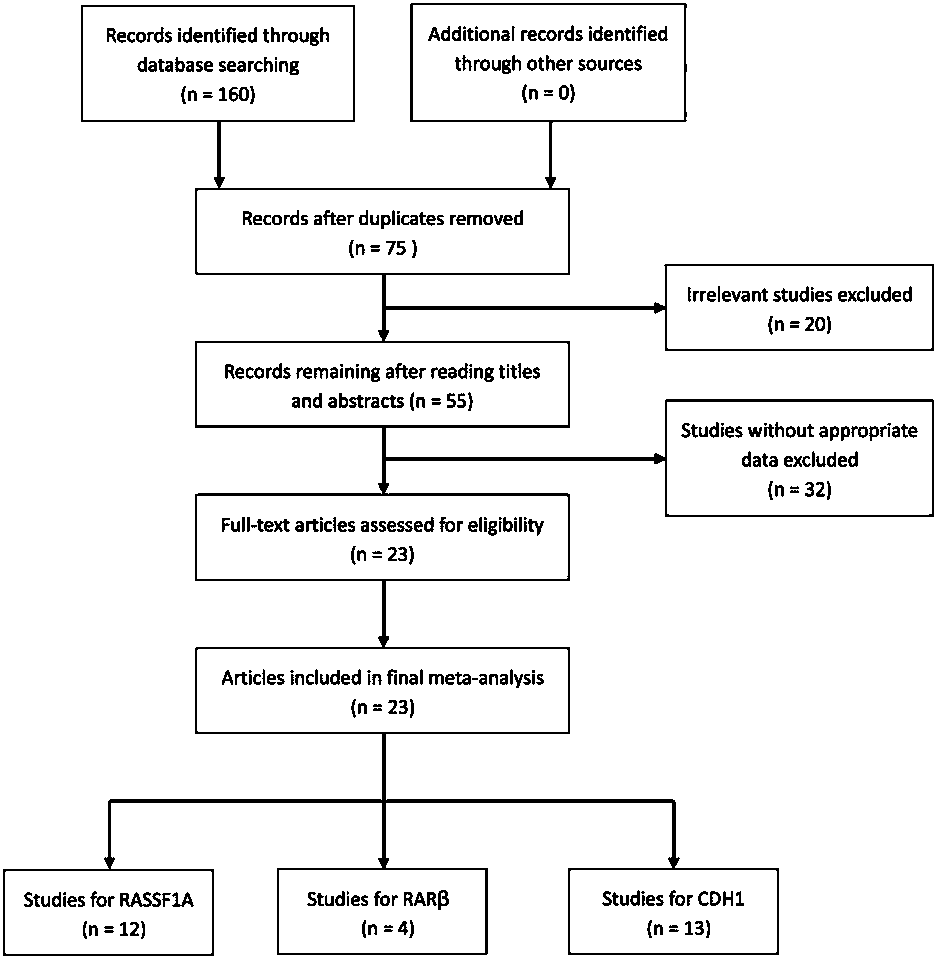 Records identified through
database searching
(n = 160)
Additional records identified
through other sources
(n = 0)
Records after duplicates removed
(n = 75 )
Irrelevant studies excluded
(n = 20)
Records remaining after reading titles
and abstracts (n = 55)
Studies without appropriate
data excluded
(n = 32)
Full-text articles assessed for eligibility
(n = 23)
Articles included in final meta-analysis
(n = 23)
Studies for RASSF1A
(n = 12)
Studies for RARβ
(n = 4)
Studies for CDH1
(n = 13)